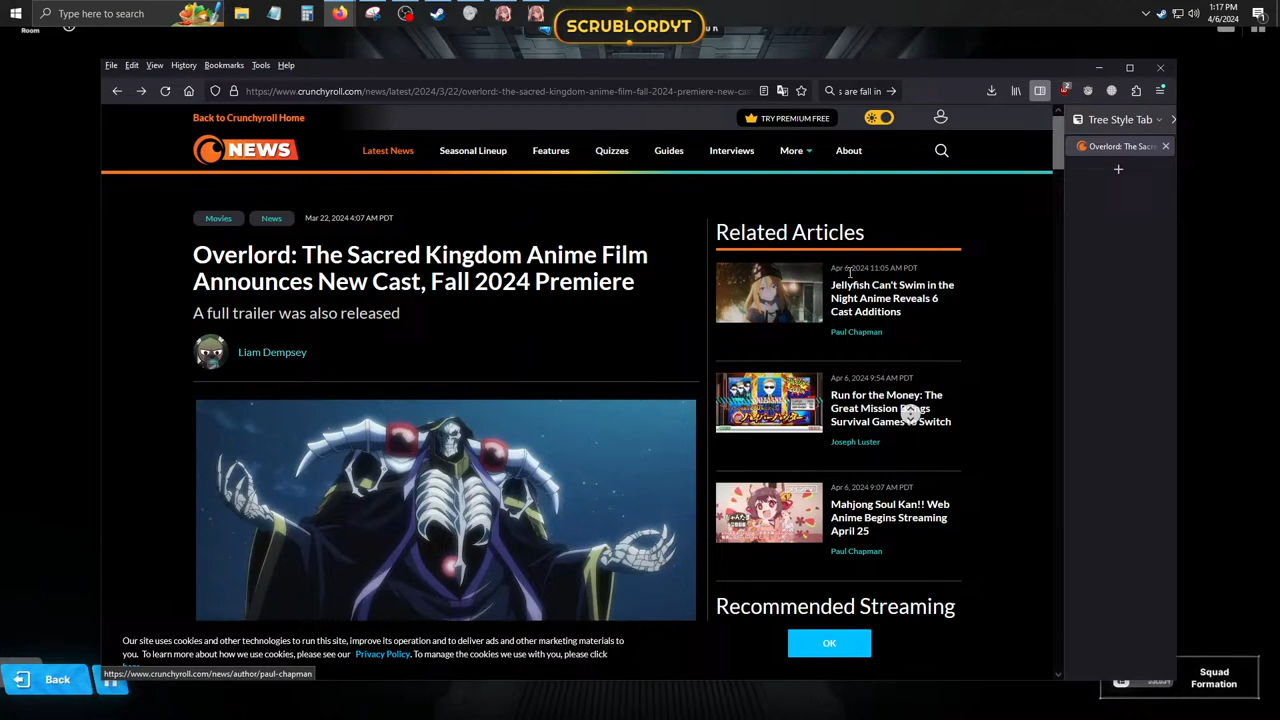 Type here to search
SCRUBLORDYT
1:17 PM
4/6/2024
Room
File Edit View History Bookmarks Tools Help
https://www.crunchyroll.com/news/latest/2024/3/22/overlord:-the-sacred-kingdom-anime-film-fall-2024-premiere-new-cas
s are fall in
Tree Style Tab
Overlord: The Sacre
Back to Crunchyroll Home
TRY PREMIUM FREE
NEWS
Latest News Seasonal Lineup Features Quizzes Guides Interviews More About
Movies News Mar 22, 2024 4:07 AM PDT
Overlord: The Sacred Kingdom Anime Film
Announces New Cast, Fall 2024 Premiere
A full trailer was also released
Liam Dempsey
Related Articles
Apr 6, 2024 11:05 AM PDT
Jellyfish Can't Swim in the
Night Anime Reveals 6
Cast Additions
Paul Chapman
Apr 6, 2024 9:54 AM PDT
Run for the Money: The
Great Mission
Survival Games to Switch
Joseph Luster
Apr 6, 2024 9:07 AM PDT
Mahjong Soul Kan!! Web
Anime Begins Streaming
April 25
Paul Chapman
Recommended Streaming
Our site uses cookies and other technologies to run this site, improve its operation and to deliver ads and other marketing materials to
you. To learn more about how we use cookies, please see our Privacy Policy. To manage the cookies we use with you, please click
OK
https://www.crunchyroll.com/news/author/paul-chapman
Back
Squad
Formation